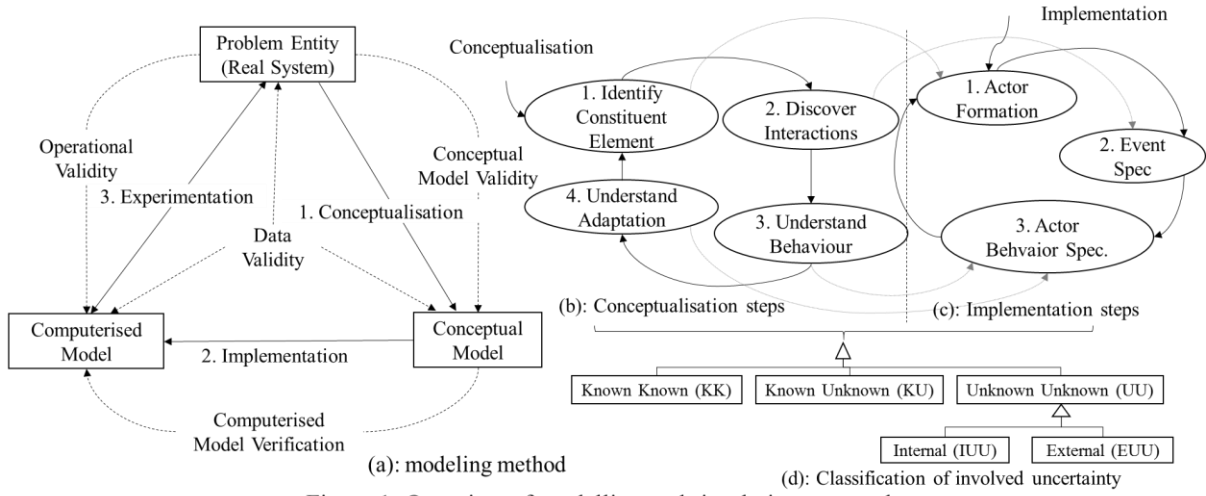 Problem Entity
(Real System)
Operational
Validity
3. Experimentation
Conceptual
Model Validity
1. Conceptualisation
Data
Validity
Computerised
Model
2. Implementation
Conceptual
Model
Computerised
Model Verification
(a): modeling method
Conceptualisation
1. Identify
Constituent
Element
2. Discover
Interactions
4. Understand
Adaptation
3. Understand
Behaviour
(b): Conceptualisation steps
Implementation
1. Actor
Formation
2. Event
Spec
3. Actor
Behvaior Spec.
(c): Implementation steps
Known Known (KK)
Known Unknown (KU)
Unknown Unknown (UU)
Internal (IUU)
External (EUU)
(d): Classification of involved uncertainty